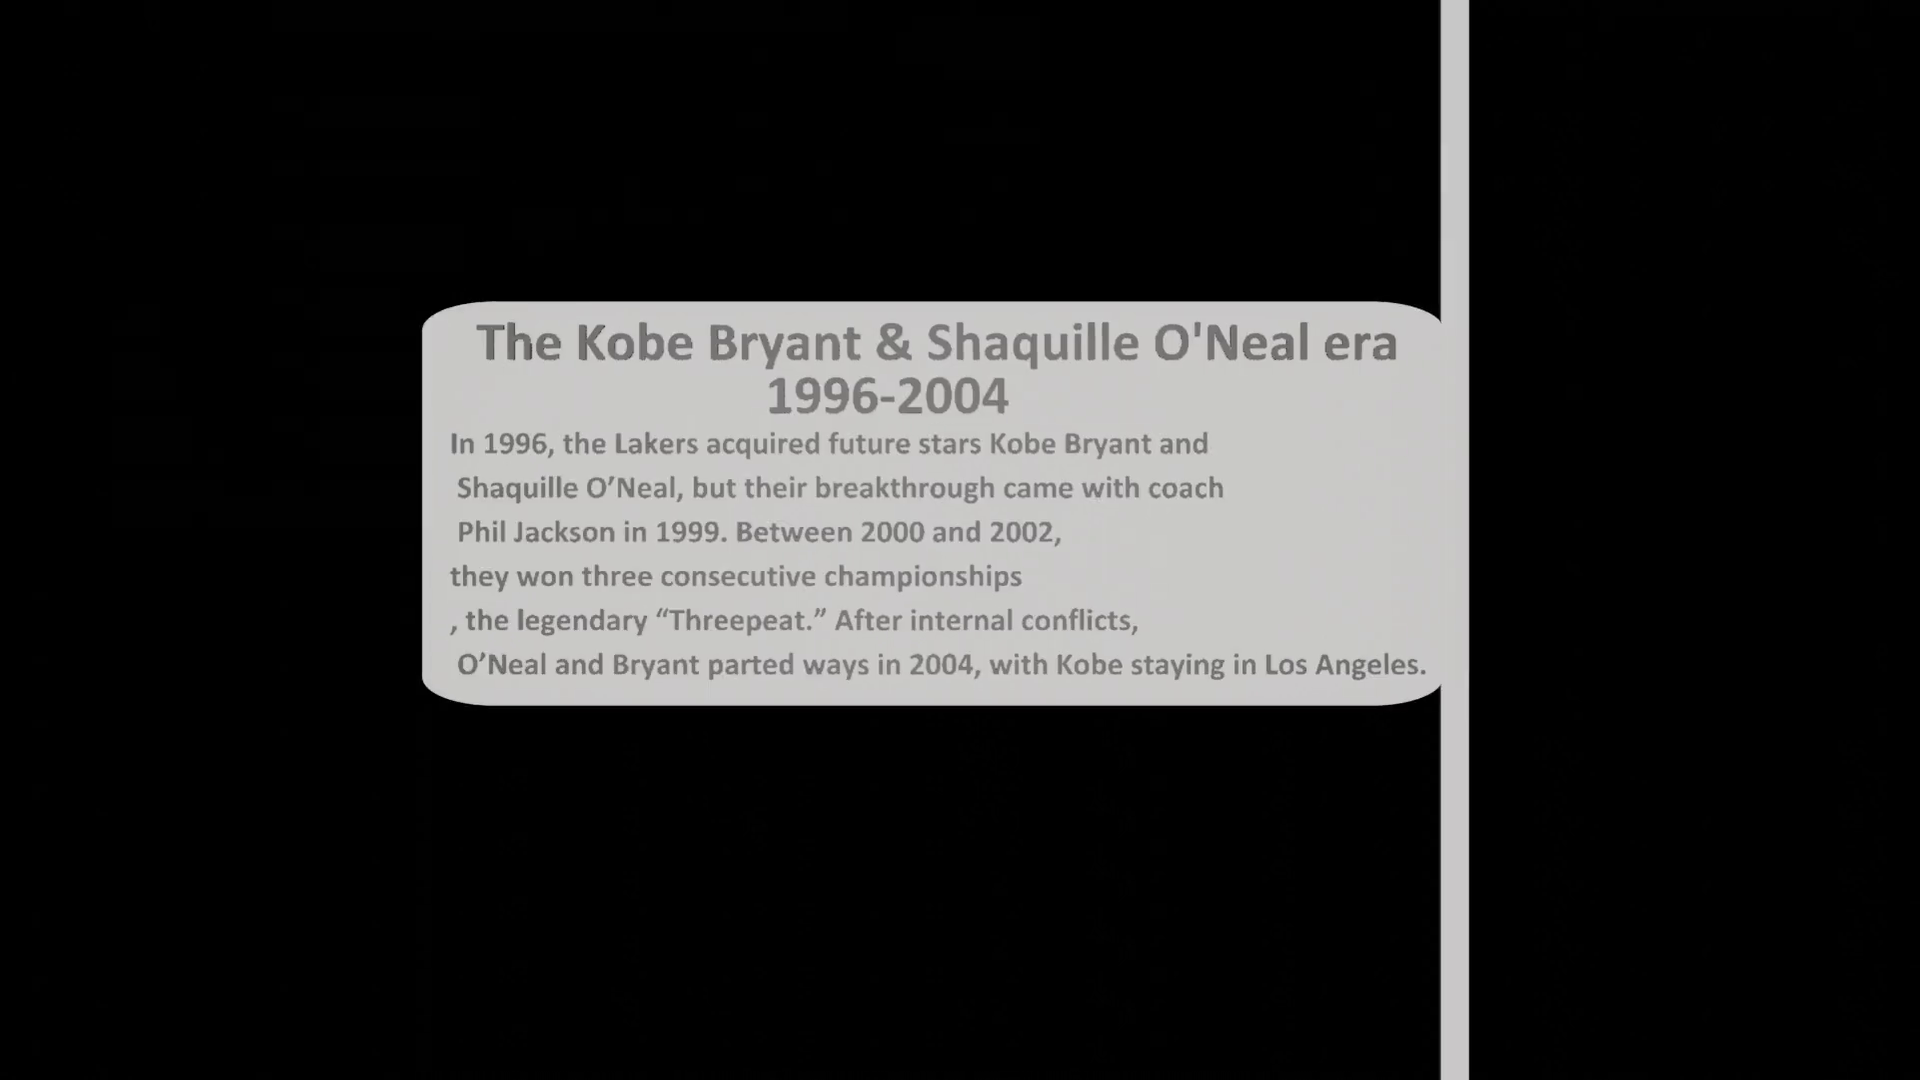 The Kobe Bryant & Shaquille O'Neal era
1996-2004
In 1996, the Lakers acquired future stars Kobe Bryant and
Shaquille O’Neal, but their breakthrough came with coach
Phil Jackson in 1999. Between 2000 and 2002,
they won three consecutive championships
, the legendary “Threepeat.” After internal conflicts,
O’Neal and Bryant parted ways in 2004, with Kobe staying in Los Angeles.